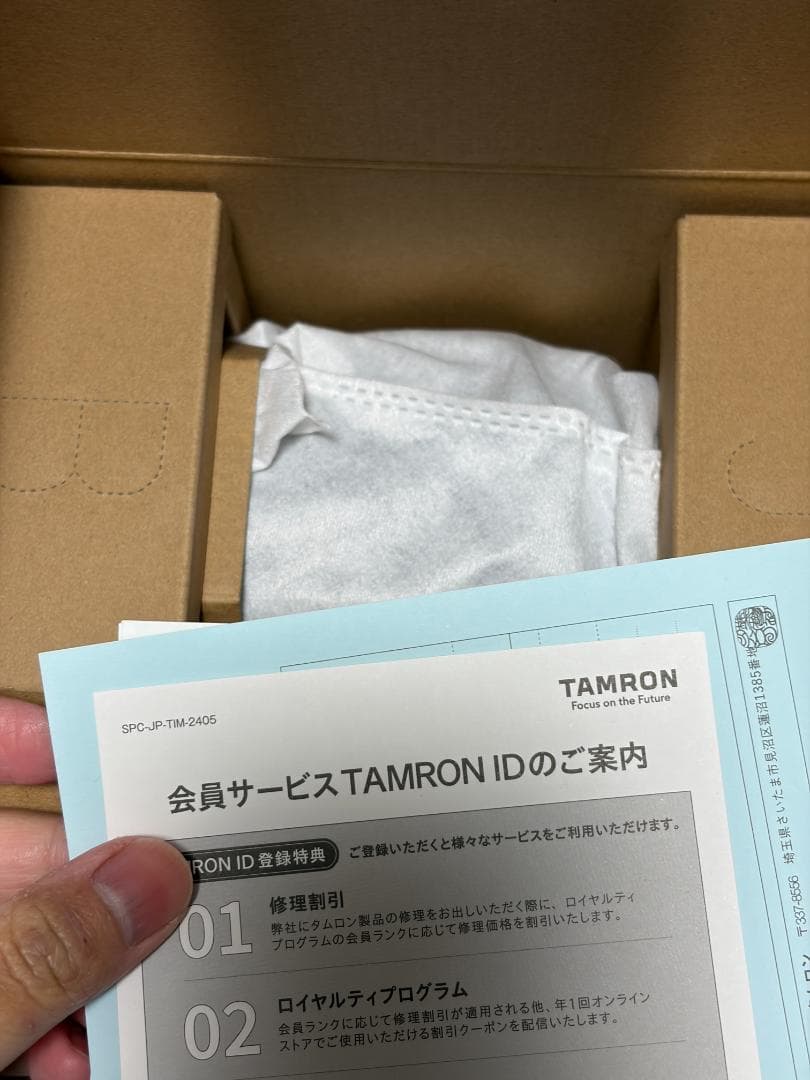 TAMRON
Focus on the Future
SPC-JP-TIM-2405
会員サービスTAMRON IDのご案内
RON ID 登録特典
ご登録いただくと様々なサービスをご利用いただけます。
01
修理割引
弊社にタムロン製品の修理をお出しいただく際に、ロイヤルティ
プログラムの会員ランクに応じて修理価格を割引いたします。
02
ロイヤルティプログラム
会員ランクに応じて修理割引が適用される他、年1回オンライン
ストアでご使用いただける割引クーポンを配信いたします。
〒337-8556 埼玉県さいたま市見沼区蓮沼1385番地
ロン